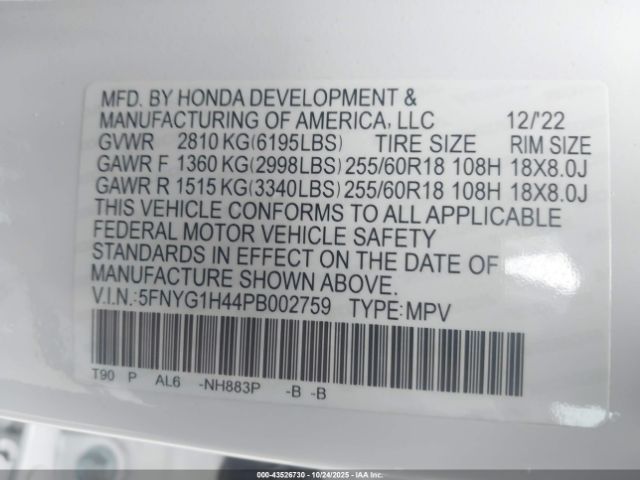 MFD. BY HONDA DEVELOPMENT &
MANUFACTURING OF AMERICA, LLC 12/'22
GVWR 2810 KG(6195LBS) TIRE SIZE RIM SIZE
GAWR F 1360 KG(2998LBS) 255/60R18 108H 18X8.0J
GAWR R 1515 KG(3340LBS) 255/60R18 108H 18X8.0J
THIS VEHICLE CONFORMS TO ALL APPLICABLE
FEDERAL MOTOR VEHICLE SAFETY
STANDARDS IN EFFECT ON THE DATE OF
MANUFACTURE SHOWN ABOVE.
V.I.N.:5FNYG1H44PB002759 TYPE:MPV
T90 P AL6 -NH883P -B -B
000-43526730 - 10/24/2025 - COPYRIGHT IAA, LLC.